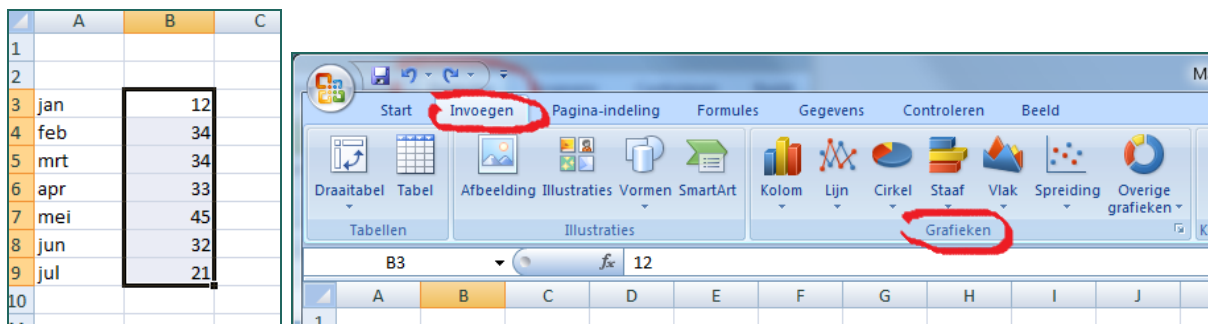 A B C
1
2
3 jan 12
4 feb 34
5 mrt 34
6 apr 33
7 mei 45
8 jun 32
9 jul 21
10
M
Start Invoegen Pagina-indeling Formules Gegevens Controleren Beeld
Draaitabel Tabel Afbeelding Illustraties Vormen SmartArt Kolom Lijn Cirkel Staaf Vlak Spreiding Overige
grafieken
Tabellen Illustraties Grafieken K
B3 fx 12
A B C D E F G H I J
1